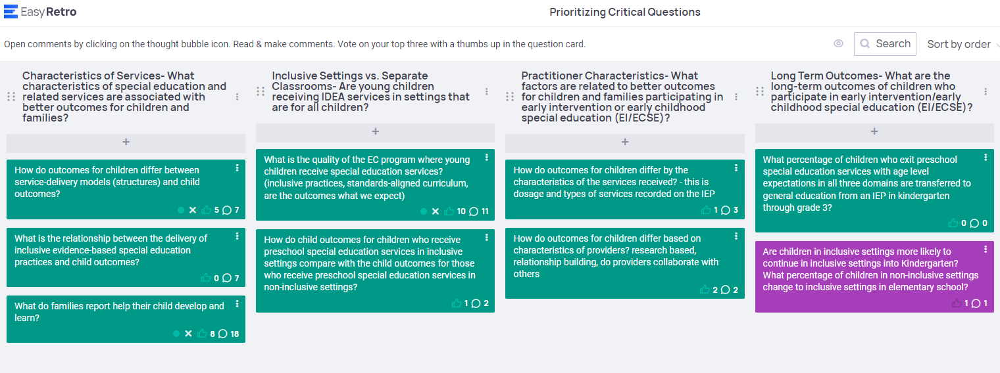 EasyRetro
Prioritizing Critical Questions
Open comments by clicking on the thought bubble icon. Read & make comments. Vote on your top three with a thumbs up in the question card.
Search
Sort by order
Characteristics of Services- What
characteristics of special education and
related services are associated with
better outcomes for children and
families?
+
How do outcomes for children differ between
service-delivery models (structures) and child
outcomes?
5 7
What is the relationship between the delivery of
inclusive evidence-based special education
practices and child outcomes?
0 7
What do families report help their child develop and
learn?
8 18
Inclusive Settings vs. Separate
Classrooms- Are young children
receiving IDEA services in settings that
are for all children?
+
What is the quality of the EC program where young
children receive special education services?
(inclusive practices, standards-aligned curriculum,
are the outcomes what we expect)
10 11
How do child outcomes for children who receive
preschool special education services in inclusive
settings compare with the child outcomes for those
who receive preschool special education services in
non-inclusive settings?
1 2
Practitioner Characteristics- What
factors are related to better outcomes
for children and families participating in
early intervention or early childhood
special education (EI/ECSE)?
+
How do outcomes for children differ by the
characteristics of the services received? - this is
dosage and types of services recorded on the IEP
1 3
How do outcomes for children differ based on
characteristics of providers? research based,
relationship building, do providers collaborate with
others
2 2
Long Term Outcomes- What are the
long-term outcomes of children who
participate in early intervention/early
childhood special education (EI/ECSE)?
+
What percentage of children who exit preschool
special education services with age level
expectations in all three domains are transferred to
general education from an IEP in kindergarten
through grade 3?
0 0
Are children in inclusive settings more likely to
continue in inclusive settings into Kindergarten?
What percentage of children in non-inclusive settings
change to inclusive settings in elementary school?
1 1